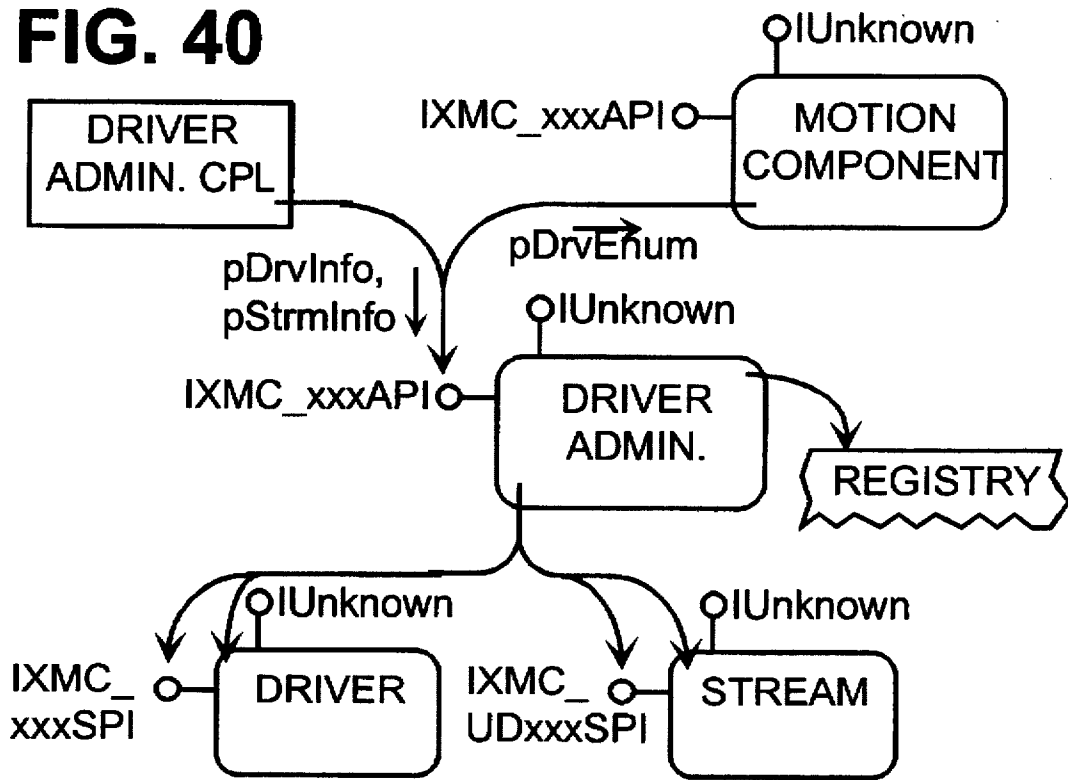 FIG. 40
IUnknown
DRIVER
ADMIN. CPL
IXMC_xxxAPI
MOTION
COMPONENT
pDrvInfo,
pStrmInfo
pDrvEnum
IUnknown
IXMC_xxxAPI
DRIVER
ADMIN.
REGISTRY
IUnknown
IXMC_
xxxSPI
DRIVER
IUnknown
IXMC_
UDxxxSPI
STREAM